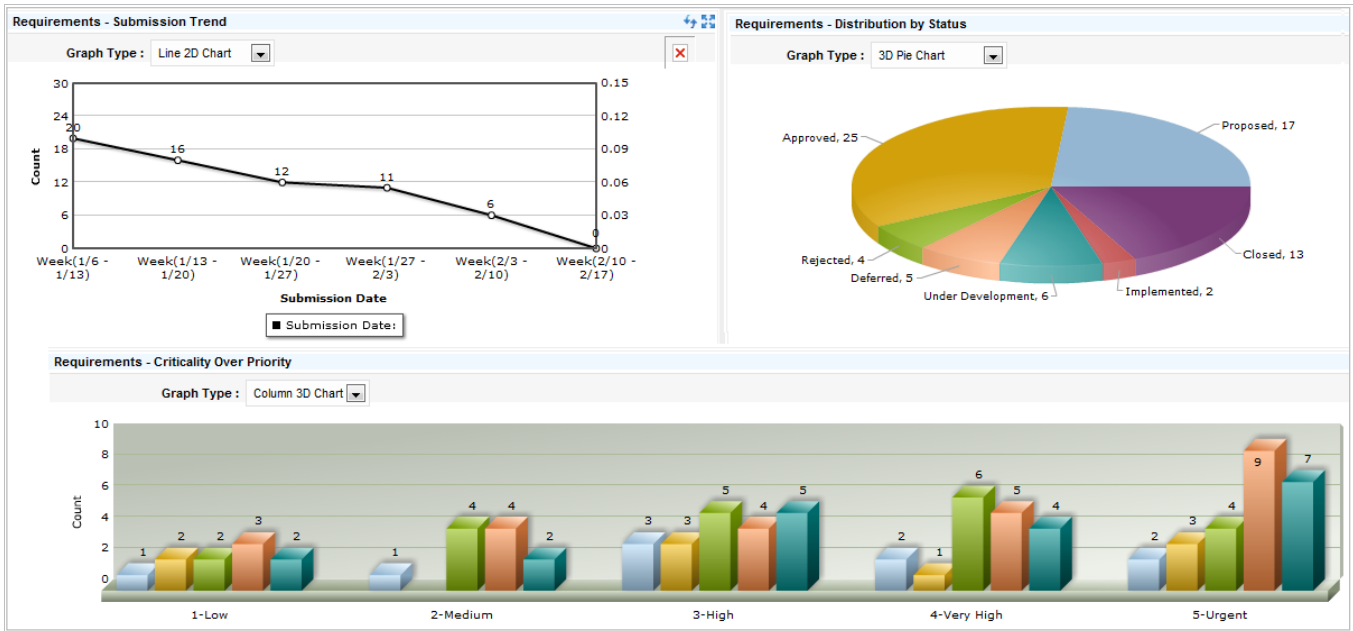 Requirements - Submission Trend
Graph Type : Line 2D Chart
30
24
18
12
6
0
Count
0.15
0.12
0.09
0.06
0.03
0
20
16
12
11
6
0
Week(1/6 - 1/13)
Week(1/13 - 1/20)
Week(1/20 - 1/27)
Week(1/27 - 2/3)
Week(2/3 - 2/10)
Week(2/10 - 2/17)
Submission Date
Submission Date:
Requirements - Distribution by Status
Graph Type : 3D Pie Chart
Approved, 25
Proposed, 17
Rejected, 4
Deferred, 5
Under Development, 6
Implemented, 2
Closed, 13
Requirements - Criticality Over Priority
Graph Type : Column 3D Chart
10
8
6
4
2
0
Count
1 2 2 3 2
1 4 4 2
3 3 5 4 5
2 1 6 5 4
2 3 4 9 7
1-Low
2-Medium
3-High
4-Very High
5-Urgent